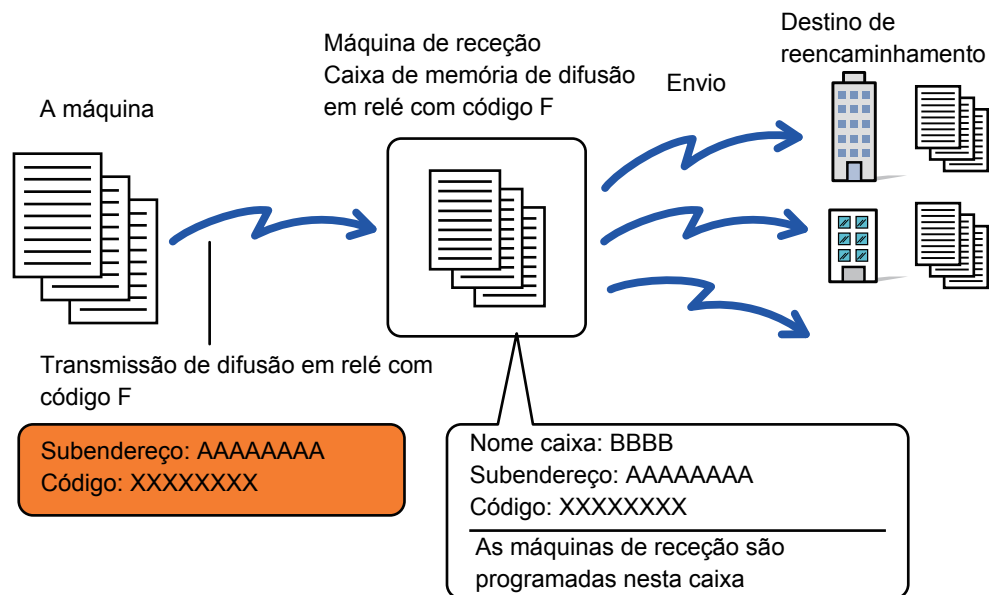 A máquina
Máquina de receção
Caixa de memória de difusão
em relé com código F
Envio
Destino de
reencaminhamento
Transmissão de difusão em relé com
código F
Subendereço: AAAAAAAA
Código: XXXXXXXX
Nome caixa: BBBB
Subendereço: AAAAAAAA
Código: XXXXXXXX
As máquinas de receção são
programadas nesta caixa